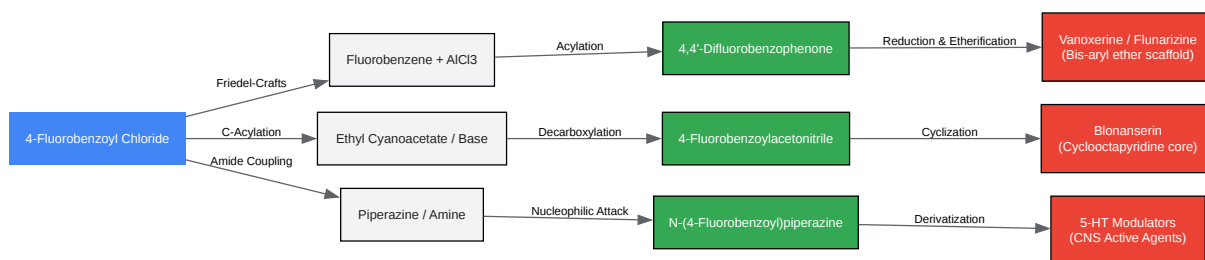 4-Fluorobenzoyl Chloride
Friedel-Crafts
C-Acylation
Amide Coupling
Fluorobenzene + AlCl3
Acylation
4,4'-Difluorobenzophenone
Reduction & Etherification
Vanoxerine / Flunarizine
(Bis-aryl ether scaffold)
Ethyl Cyanoacetate / Base
Decarboxylation
4-Fluorobenzoylacetonitrile
Cyclization
Blonanserin
(Cyclooctapyridine core)
Piperazine / Amine
Nucleophilic Attack
N-(4-Fluorobenzoyl)piperazine
Derivatization
5-HT Modulators
(CNS Active Agents)